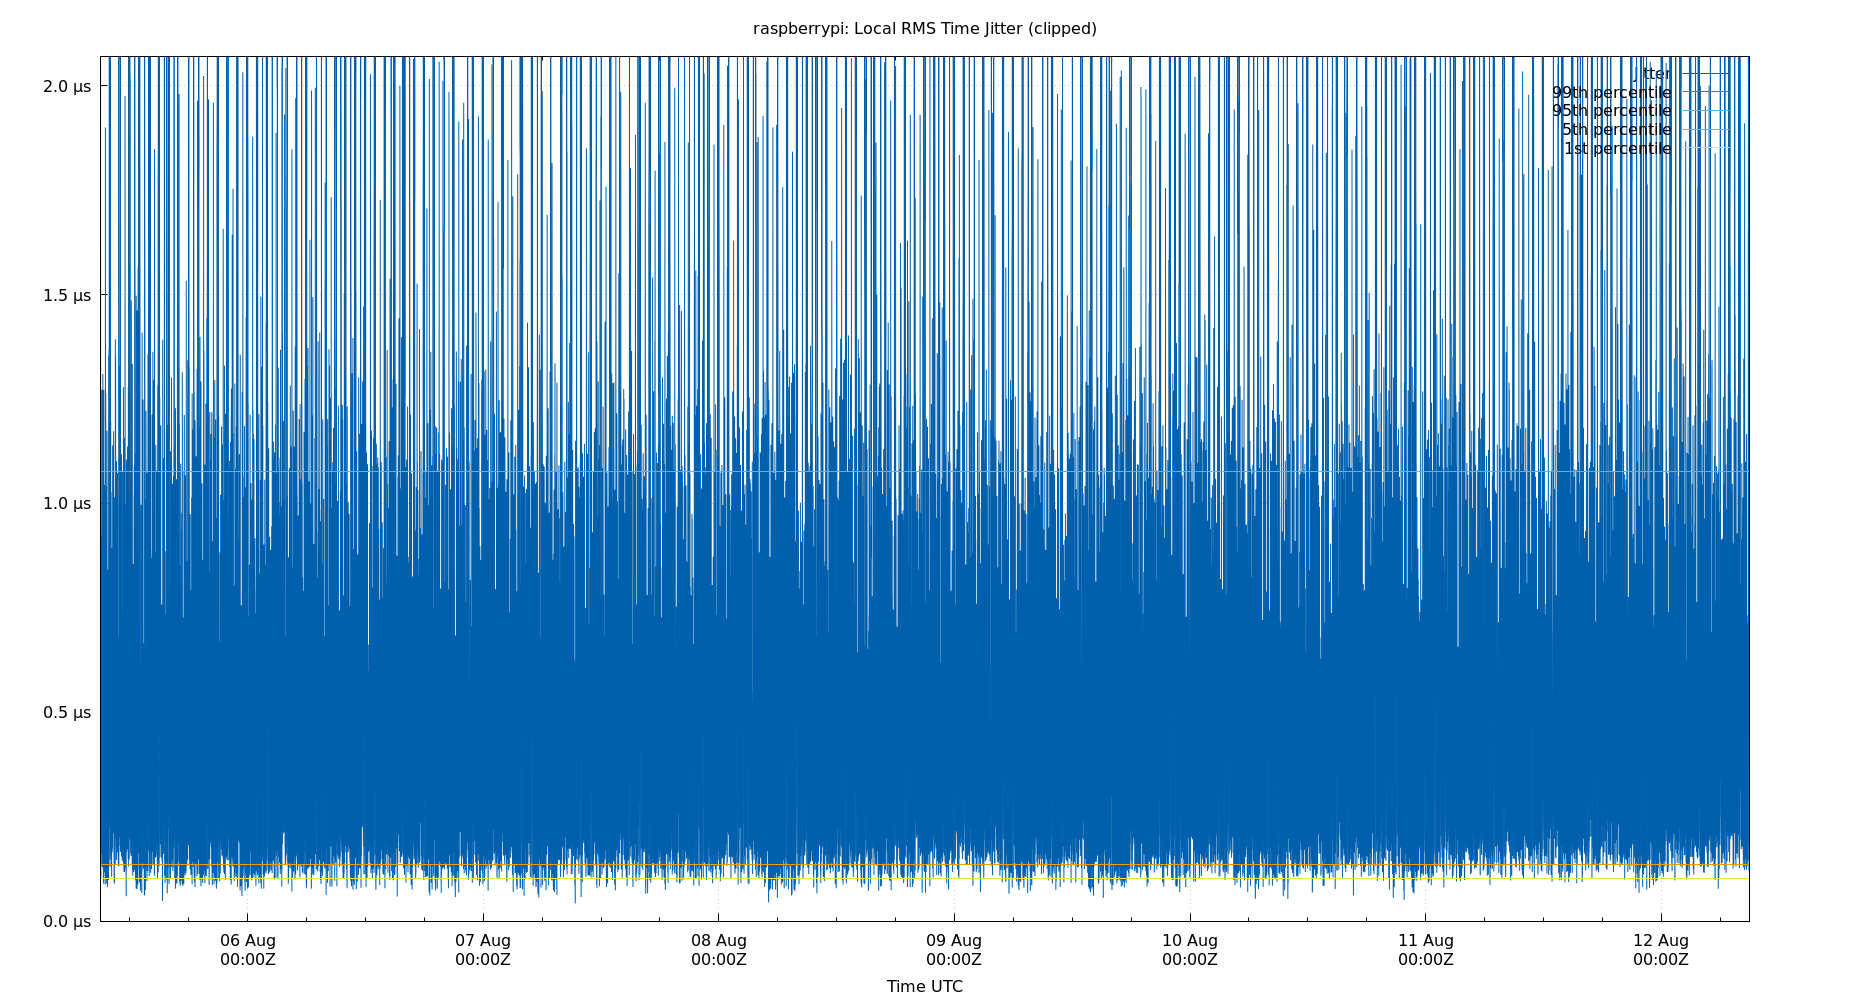 raspberrypi: Local RMS Time Jitter (clipped)
2.0 µs
1.5 µs
1.0 µs
0.5 µs
0.0 µs
Jitter
99th percentile
95th percentile
5th percentile
1st percentile
06 Aug 07 Aug 08 Aug 09 Aug 10 Aug 11 Aug 12 Aug
00:00Z 00:00Z 00:00Z 00:00Z 00:00Z 00:00Z 00:00Z
Time UTC